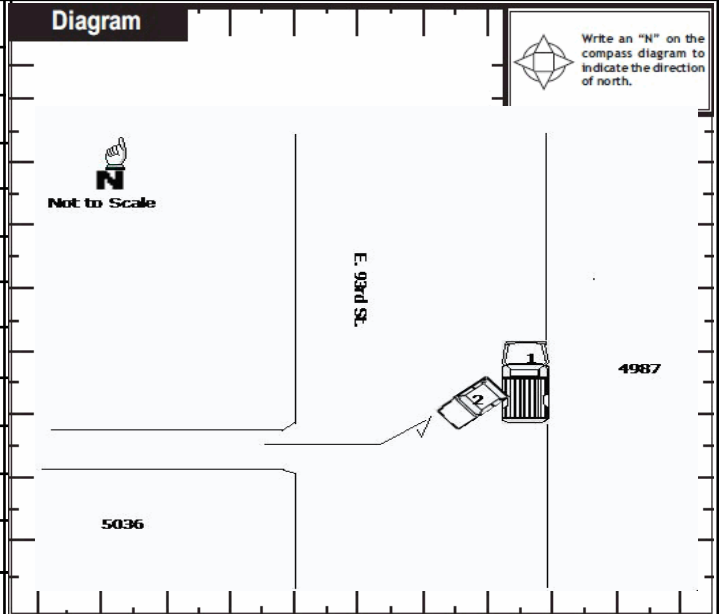 Diagram
Write an “N” on the
compass diagram to
indicate the direction
of north.
N
Not to Scale
E. 93rd St.
1
4987
2
5036